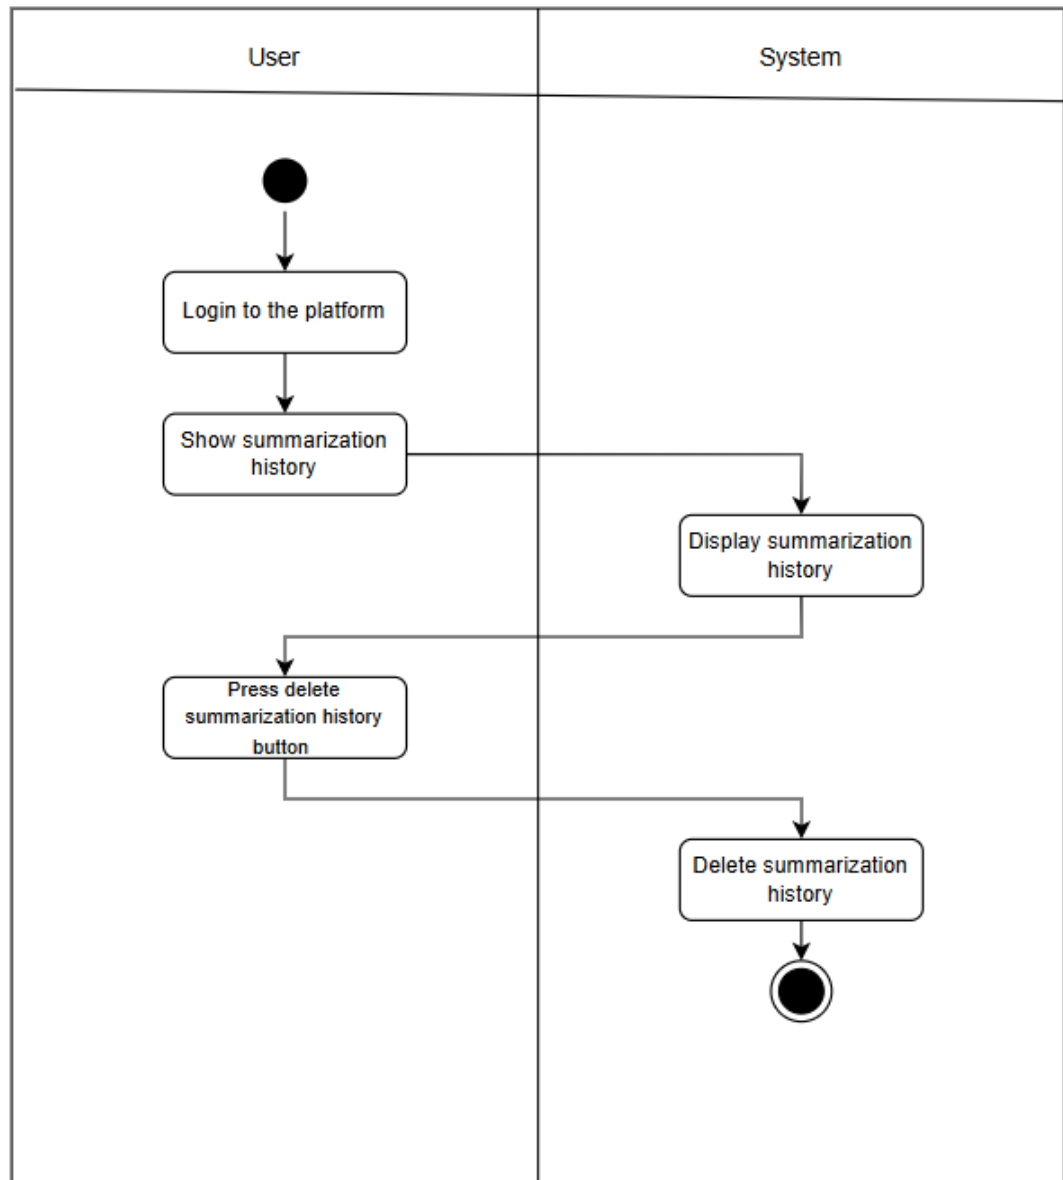 User
System
Login to the platform
Show summarization
history
Display summarization
history
Press delete
summarization history
button
Delete summarization
history